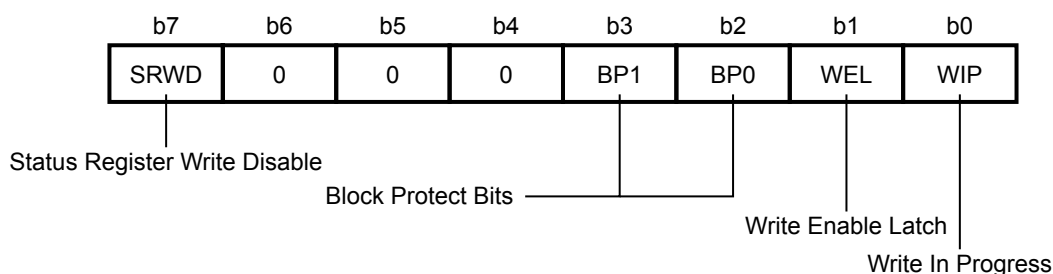 b7 b6 b5 b4 b3 b2 b1 b0
SRWD 0 0 0 BP1 BP0 WEL WIP
Status Register Write Disable
Block Protect Bits
Write Enable Latch
Write In Progress